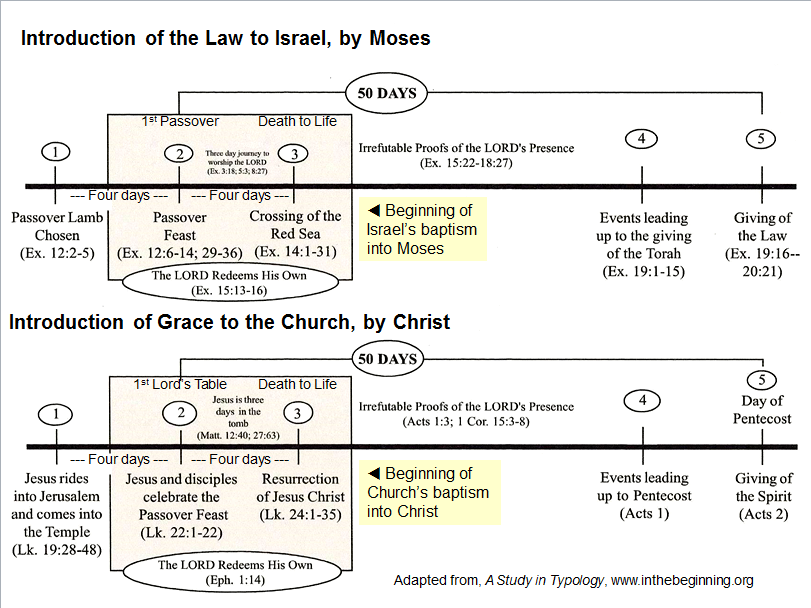 Introduction of the Law to Israel, by Moses
50 DAYS
1st Passover
Death to Life
1
2
Three day journey to
worship the LORD
(Ex. 3:18; 5:3; 8:27)
3
Irrefutable Proofs of the LORD's Presence
(Ex. 15:22-18:27)
4
5
--- Four days ---
--- Four days ---
Passover Lamb
Chosen
(Ex. 12:2-5)
Passover
Feast
(Ex. 12:6-14; 29-36)
Crossing of the
Red Sea
(Ex. 14:1-31)
◄ Beginning of
Israel’s baptism
into Moses
Events leading
up to the giving
of the Torah
(Ex. 19:1-15)
Giving of
the Law
(Ex. 19:16--
20:21)
The LORD Redeems His Own
(Ex. 15:13-16)
Introduction of Grace to the Church, by Christ
50 DAYS
1st Lord’s Table
Death to Life
1
2
Jesus is three
days in the
tomb
(Matt. 12:40; 27:63)
3
Irrefutable Proofs of the LORD's Presence
(Acts 1:3; 1 Cor. 15:3-8)
4
5
Day of
Pentecost
--- Four days ---
--- Four days ---
Jesus rides
into Jerusalem
and comes into
the Temple
(Lk. 19:28-48)
Jesus and disciples
celebrate the
Passover Feast
(Lk. 22:1-22)
Resurrection
of Jesus Christ
(Lk. 24:1-35)
◄ Beginning of
Church’s baptism
into Christ
Events leading
up to Pentecost
(Acts 1)
Giving of
the Spirit
(Acts 2)
The LORD Redeems His Own
(Eph. 1:14)
Adapted from, A Study in Typology, www.inthebeginning.org